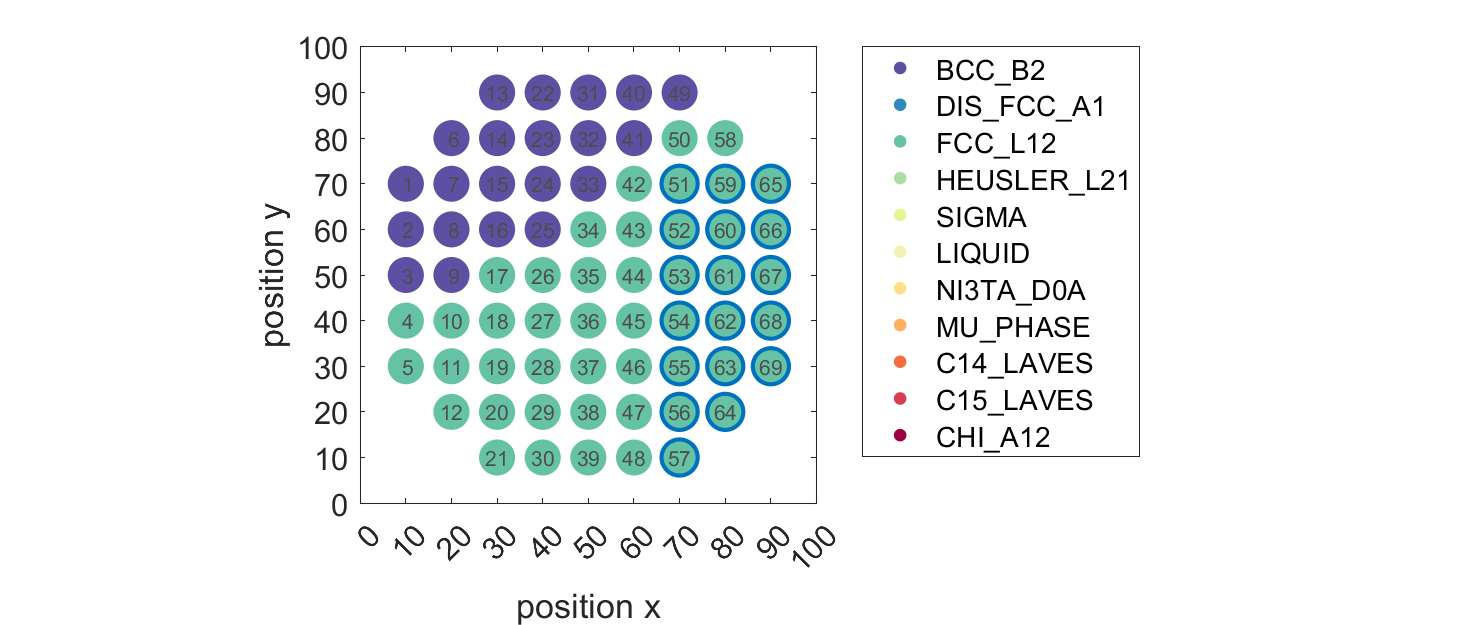 100
90
80
70
60
50
40
30
20
10
0
position y
13 22 31 40 49
6 14 23 32 41 50 58
1 7 15 24 33 42 51 59 65
2 8 16 25 34 43 52 60 66
3 9 17 26 35 44 53 61 67
4 10 18 27 36 45 54 62 68
5 11 19 28 37 46 55 63 69
12 20 29 38 47 56 64
21 30 39 48 57
0 10 20 30 40 50 60 70 80 90 100
position x
BCC_B2
DIS_FCC_A1
FCC_L12
HEUSLER_L21
SIGMA
LIQUID
NI3TA_D0A
MU_PHASE
C14_LAVES
C15_LAVES
CHI_A12